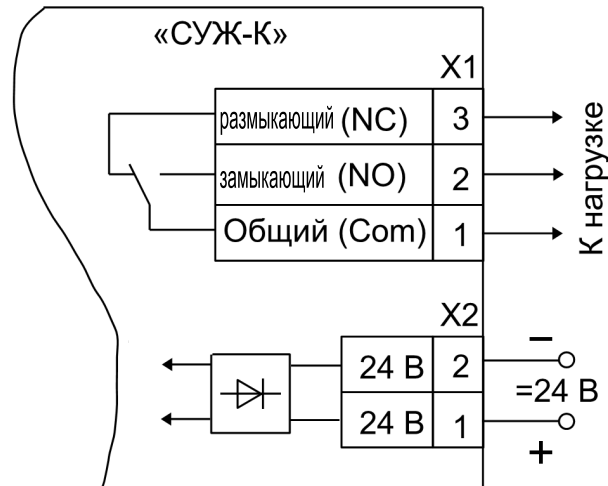 «СУЖ-К»
X1
размыкающий (NC) 3
замыкающий (NO) 2
Общий (Com) 1
К нагрузке
X2
24 В 2
24 В 1
−
=24 В
+